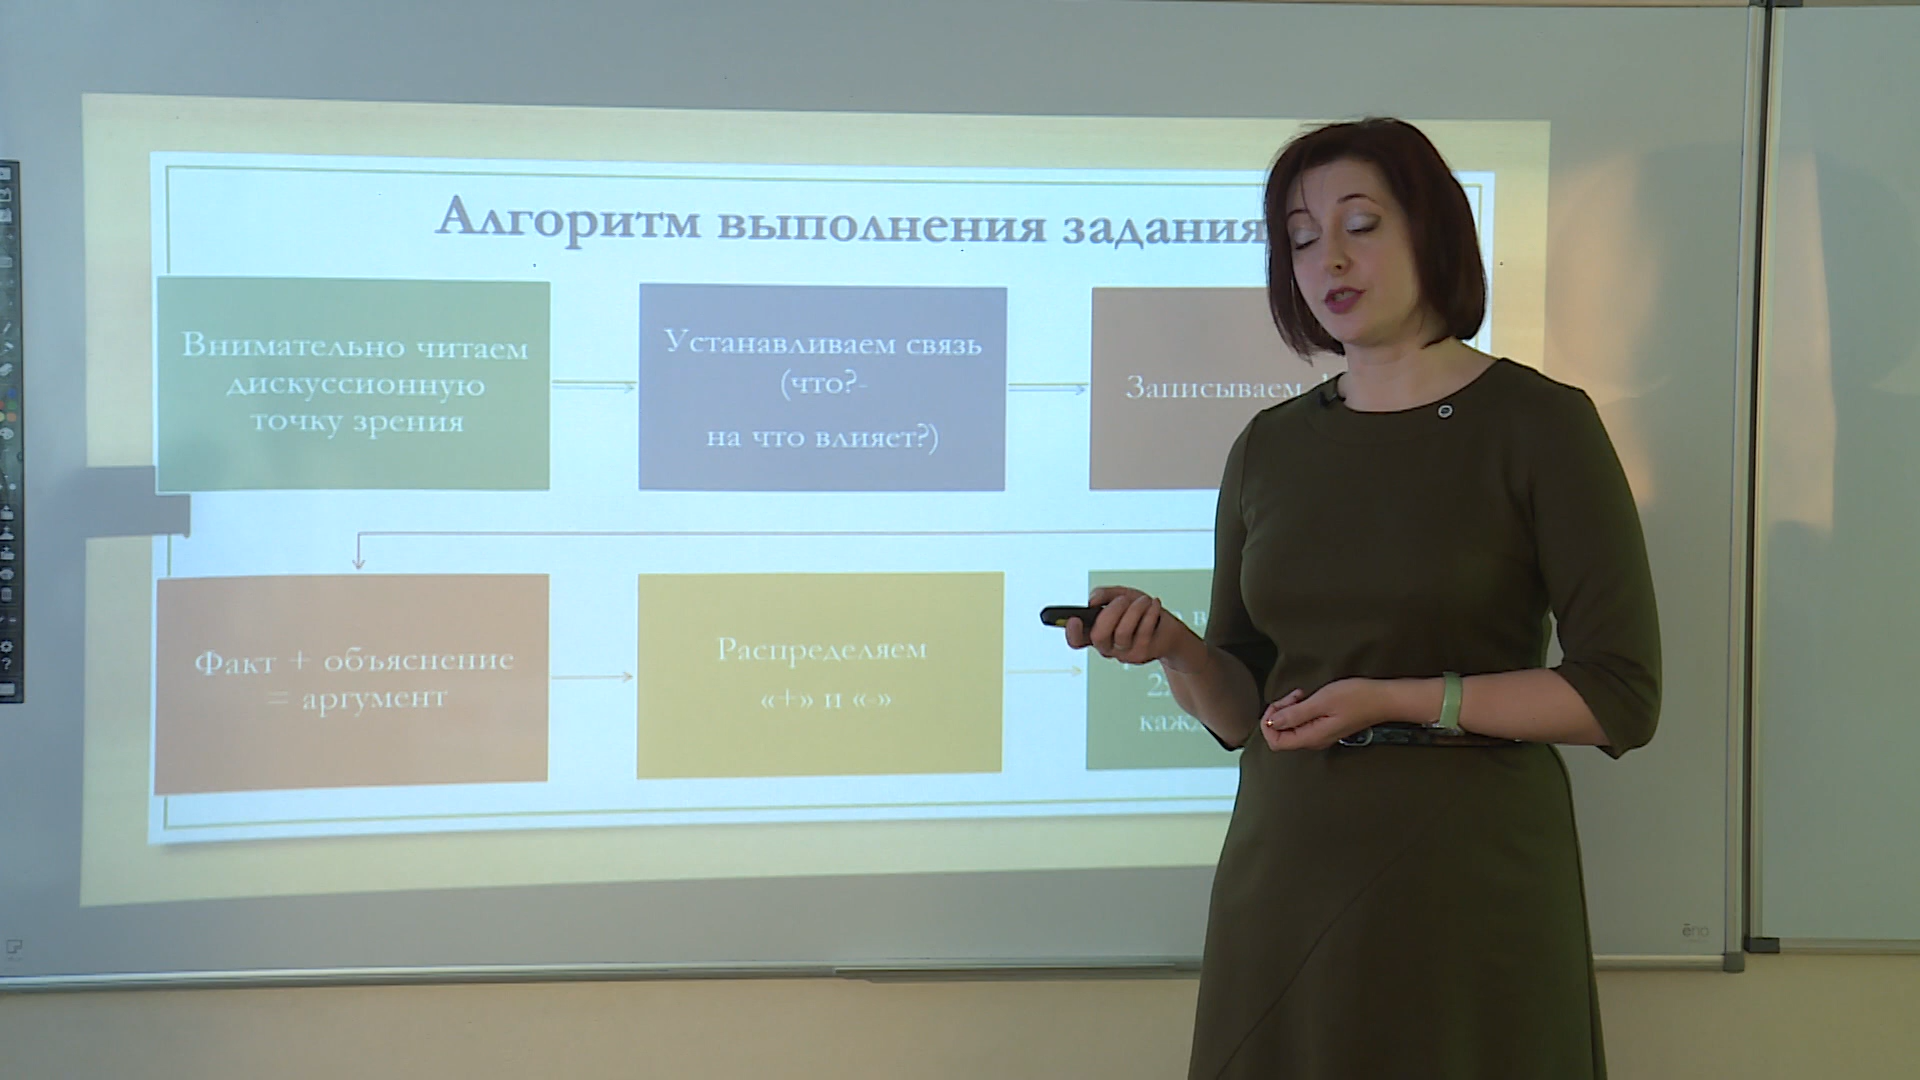 Алгоритм выполнения задания
Внимательно читаем
дискуссионную
точку зрения
Устанавливаем связь
(что?-
на что влияет?)
Записываем
Факт + объяснение
= аргумент
Распределяем
«+» и «-»
eno